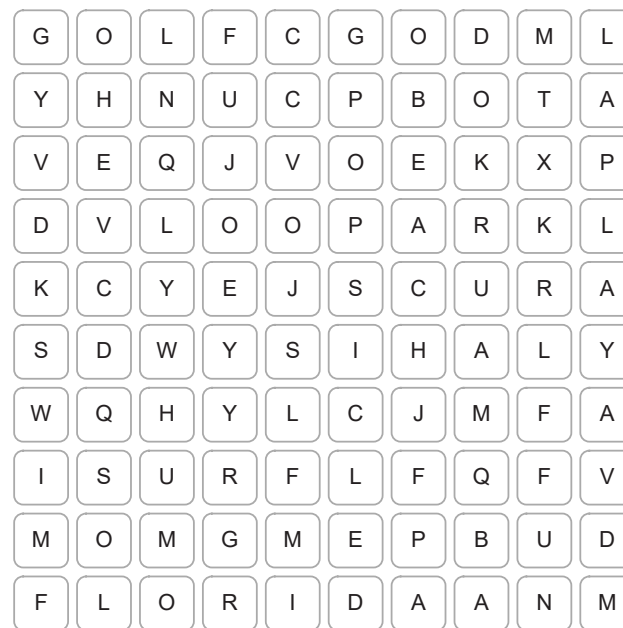 G O L F C G O D M L
Y H N U C P B O T A
V E Q J V O E K X P
D V L O O P A R K L
K C Y E J S C U R A
S D W Y S I H A L Y
W Q H Y L C J M F A
I S U R F L F Q F V
M O M G M E P B U D
F L O R I D A A N M